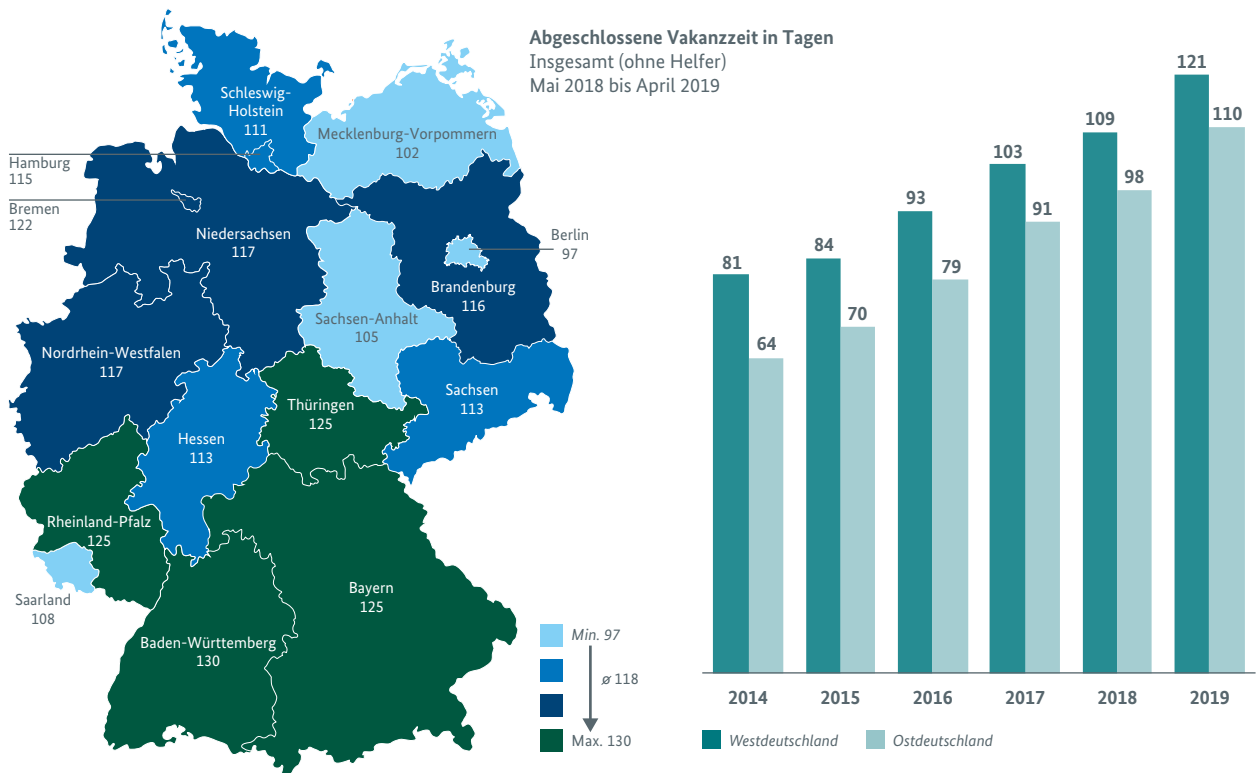 Abgeschlossene Vakanzzeit in Tagen
Insgesamt (ohne Helfer)
Mai 2018 bis April 2019
Schleswig-
Holstein
111
Mecklenburg-Vorpommern
102
Hamburg
115
Bremen
122
Niedersachsen
117
Berlin
97
Brandenburg
116
Sachsen-Anhalt
105
Nordrhein-Westfalen
117
Sachsen
113
Thüringen
125
Hessen
113
Rheinland-Pfalz
125
Saarland
108
Bayern
125
Baden-Württemberg
130
Min. 97
ø 118
Max. 130
81
64
84
70
93
79
103
91
109
98
121
110
2014
2015
2016
2017
2018
2019
Westdeutschland
Ostdeutschland